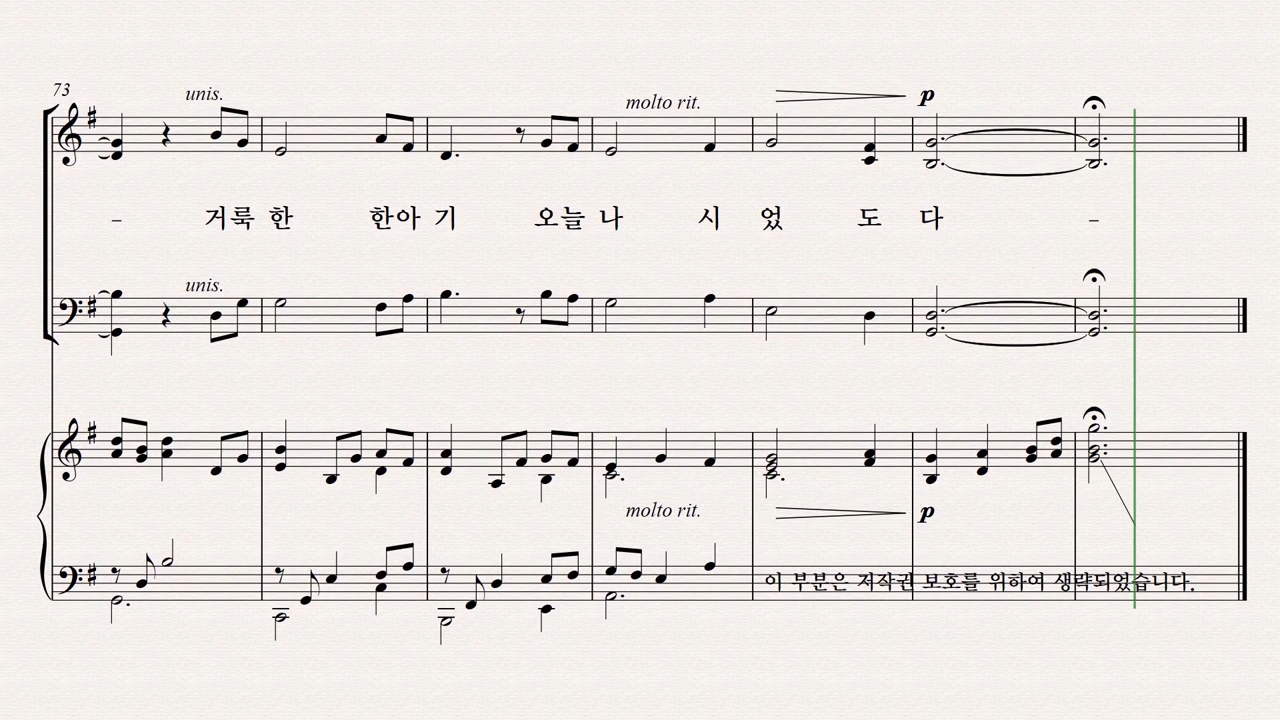 73
unis.
molto rit.
p
– 거룩 한 한아 기 오늘 나 시 었 도 다 –
unis.
molto rit.
p
이 부분은 저작권 보호를 위하여 생략되었습니다.